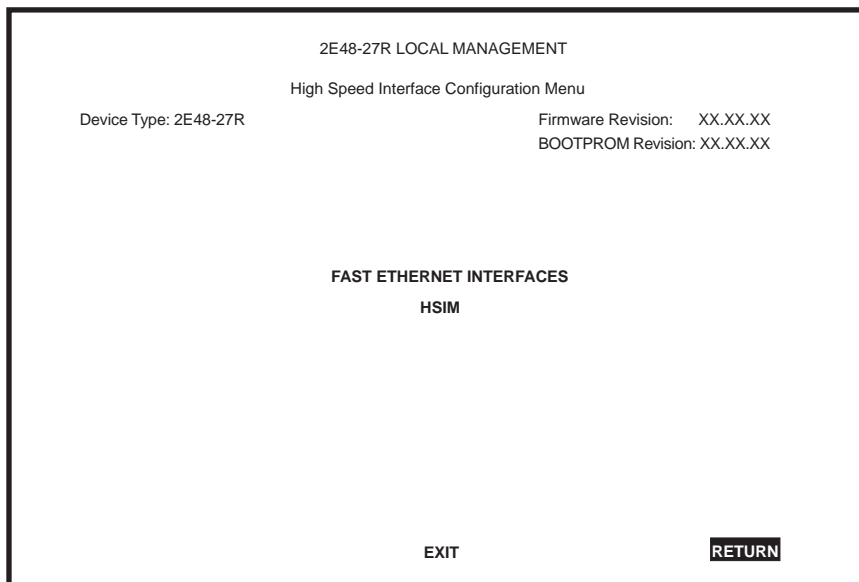 2E48-27R LOCAL MANAGEMENT
High Speed Interface Configuration Menu
Device Type: 2E48-27R Firmware Revision: XX.XX.XX
BOOTPROM Revision: XX.XX.XX
FAST ETHERNET INTERFACES
HSIM
EXIT RETURN